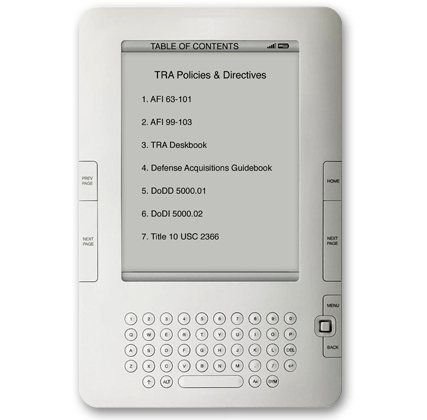 TABLE OF CONTENTS
TRA Policies & Directives
1. AFI 63-101
2. AFI 99-103
3. TRA Deskbook
4. Defense Acquisitions Guidebook
5. DoDD 5000.01
6. DoDI 5000.02
7. Title 10 USC 2366
PREV
PAGE
NEXT
PAGE
HOME
NEXT
PAGE
MENU
BACK
1 2 3 4 5 6 7 8 9 0
Q W E R T Y U I O P
A S D F G H J K L DEL
Z X C V B N M . /
ALT Aa SYM